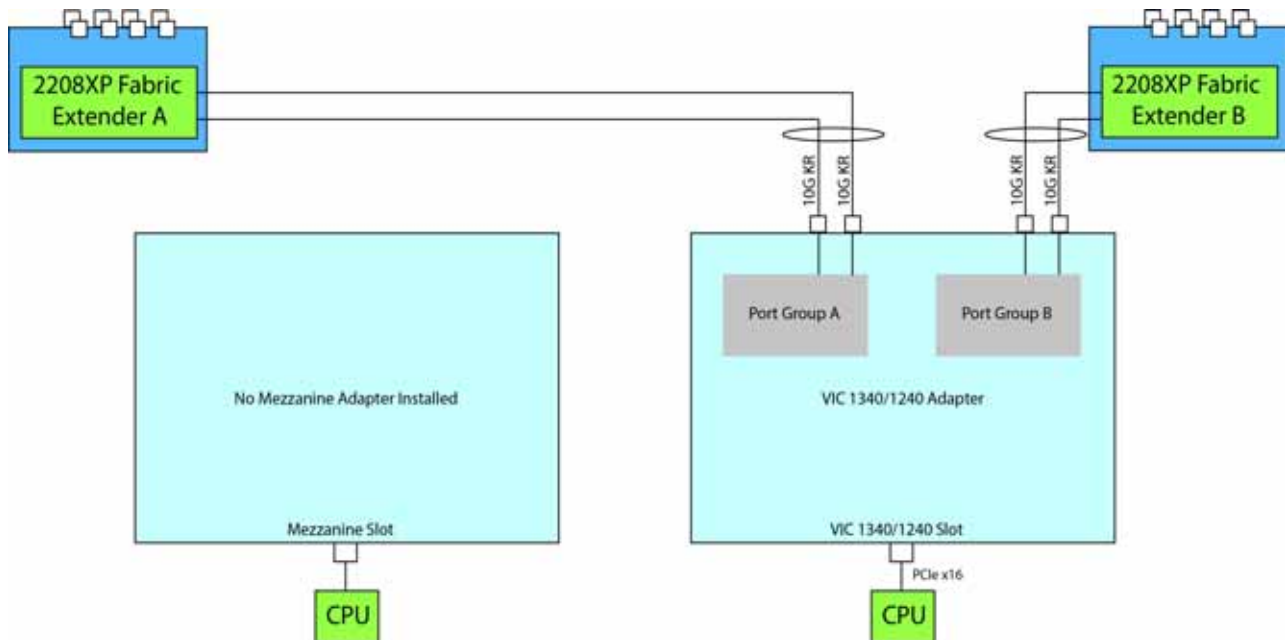 2208XP Fabric
Extender A
2208XP Fabric
Extender B
10G KR
10G KR
10G KR
10G KR
Port Group A
Port Group B
No Mezzanine Adapter Installed
VIC 1340/1240 Adapter
Mezzanine Slot
VIC 1340/1240 Slot
PCIe x16
CPU
CPU